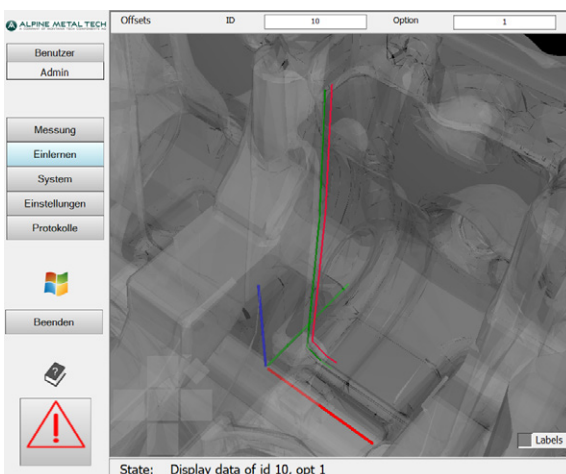 ALPINE METAL TECH
Offsets ID 10 Option 1
Benutzer
Admin
Messung
Einlernen
System
Einstellungen
Protokolle
Beenden
?
Labels
State: Display data of id 10, opt 1